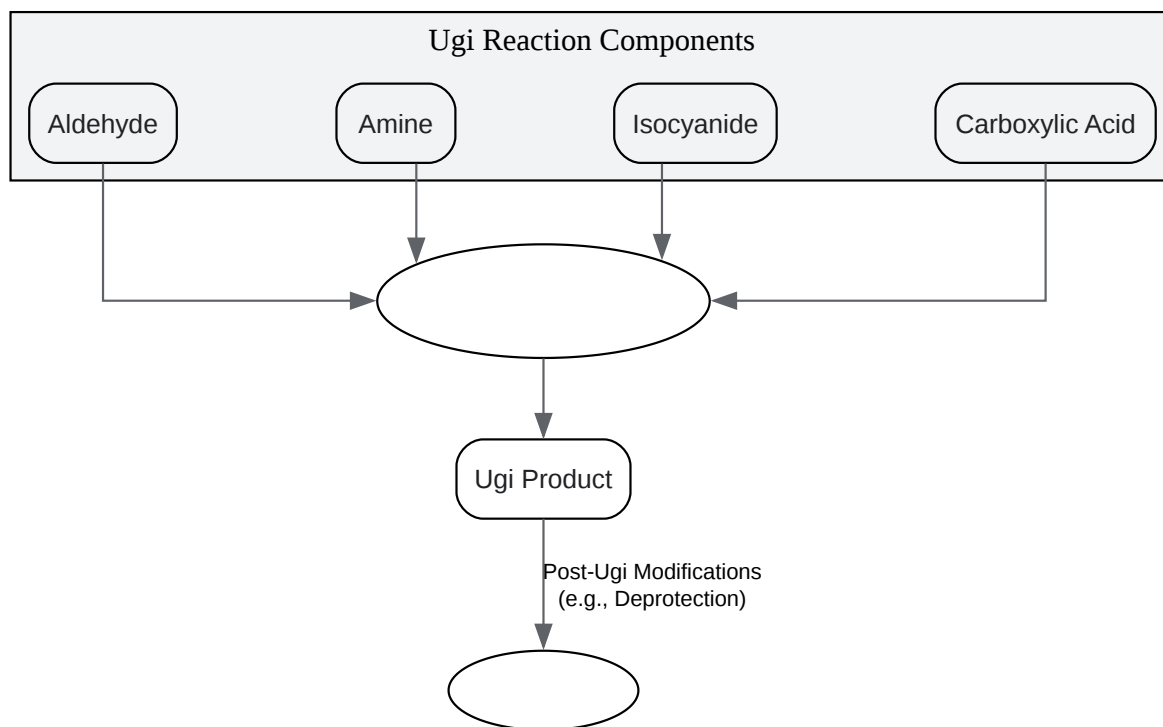 Ugi Reaction Components
Aldehyde
Amine
Isocyanide
Carboxylic Acid
Ugi Product
Post-Ugi Modifications
(e.g., Deprotection)